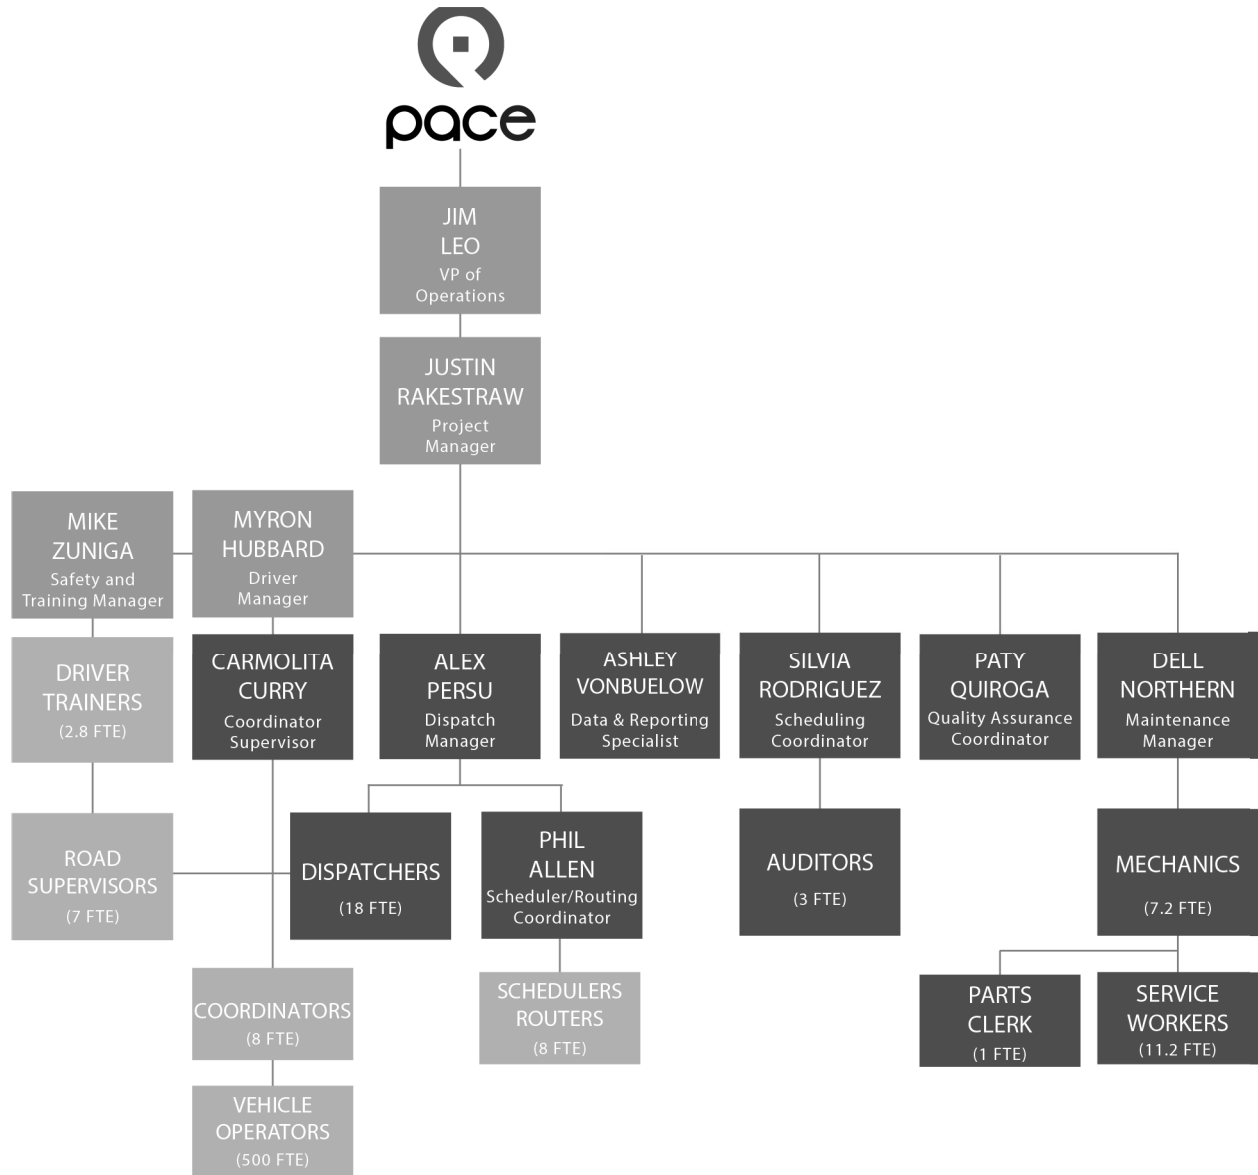 pace
JIM
LEO
VP of
Operations
JUSTIN
RAKESTRAW
Project
Manager
MIKE
ZUNIGA
Safety and
Training Manager
MYRON
HUBBARD
Driver
Manager
DRIVER
TRAINERS
(2.8 FTE)
CARMOLITA
CURRY
Coordinator
Supervisor
ALEX
PERSU
Dispatch
Manager
ASHLEY
VONBUELOW
Data & Reporting
Specialist
SILVIA
RODRIGUEZ
Scheduling
Coordinator
PATY
QUIROGA
Quality Assurance
Coordinator
DELL
NORTHERN
Maintenance
Manager
ROAD
SUPERVISORS
(7 FTE)
DISPATCHERS
(18 FTE)
PHIL
ALLEN
Scheduler/Routing
Coordinator
AUDITORS
(3 FTE)
MECHANICS
(7.2 FTE)
COORDINATORS
(8 FTE)
SCHEDULERS
ROUTERS
(8 FTE)
PARTS
CLERK
(1 FTE)
SERVICE
WORKERS
(11.2 FTE)
VEHICLE
OPERATORS
(500 FTE)